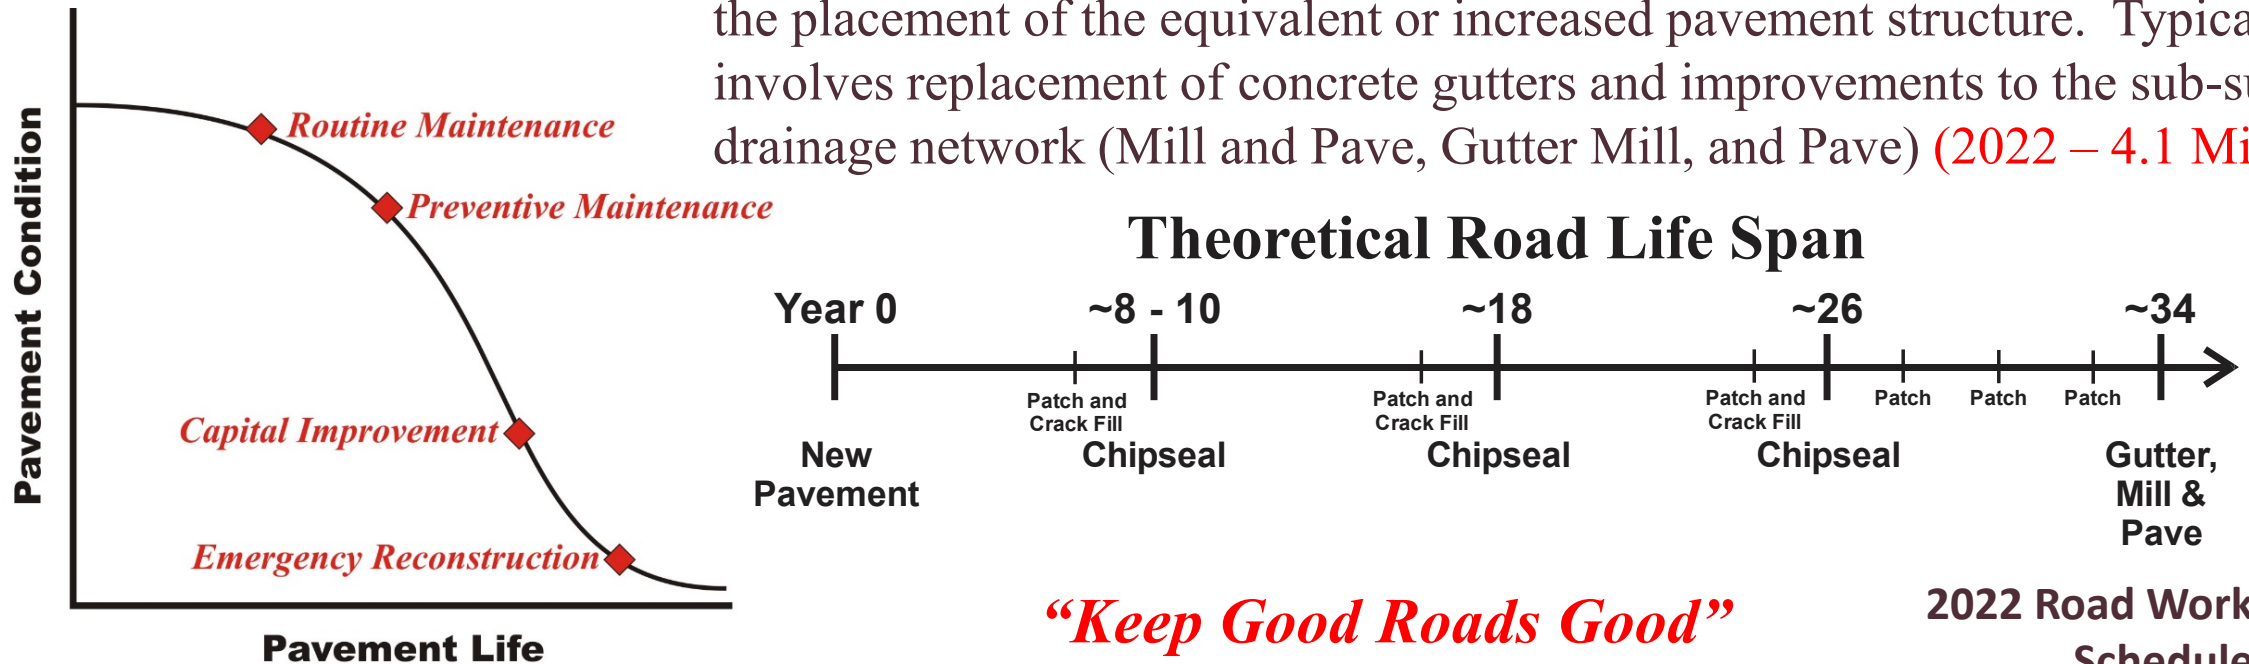 the placement of the equivalent or increased pavement structure. Typica
involves replacement of concrete gutters and improvements to the sub-su
drainage network (Mill and Pave, Gutter Mill, and Pave) (2022 – 4.1 Mi
Pavement Condition
Routine Maintenance
Preventive Maintenance
Capital Improvement
Emergency Reconstruction
Pavement Life
Theoretical Road Life Span
Year 0 ~8 - 10 ~18 ~26 ~34
Patch and Patch and Patch and Patch Patch Patch
Crack Fill Crack Fill Crack Fill
New Chipseal Chipseal Chipseal Gutter,
Pavement Mill &
Pave
“Keep Good Roads Good”
2022 Road Work
Schedule